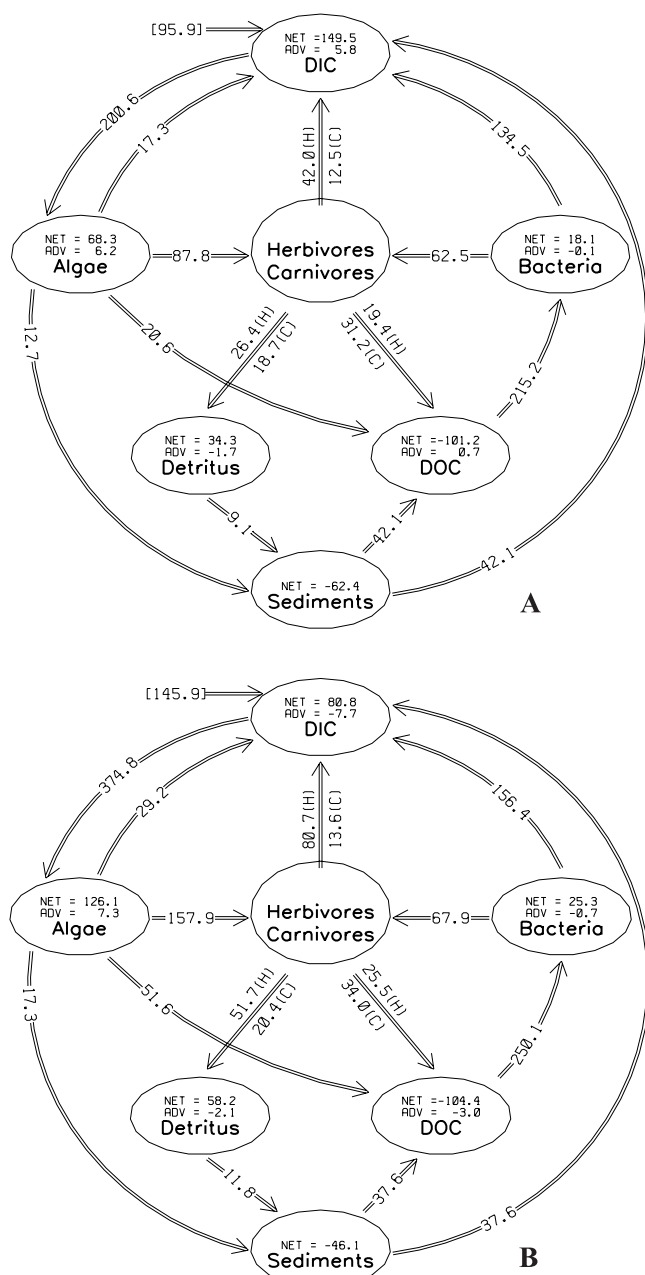 [95.9]
NET =149.5
ADV = 5.8
DIC
200.6
17.3
42.0(H)
12.5(C)
134.5
NET = 68.3
ADV = 6.2
Algae
87.8
Herbivores
Carnivores
62.5
NET = 18.1
ADV = -0.1
Bacteria
12.7
20.6
26.4(H)
18.7(C)
19.4(H)
31.2(C)
215.2
NET = 34.3
ADV = -1.7
Detritus
NET =-101.2
ADV = 0.7
DOC
9.1
42.1
42.1
NET = -62.4
Sediments
A
[145.9]
NET = 80.8
ADV = -7.7
DIC
374.8
29.2
80.7(H)
13.6(C)
156.4
NET = 126.1
ADV = 7.3
Algae
157.9
Herbivores
Carnivores
67.9
NET = 25.3
ADV = -0.7
Bacteria
17.3
51.6
51.7(H)
20.4(C)
25.5(H)
34.0(C)
250.1
NET = 58.2
ADV = -2.1
Detritus
NET =-104.4
ADV = -3.0
DOC
11.8
37.6
37.6
NET = -46.1
Sediments
B